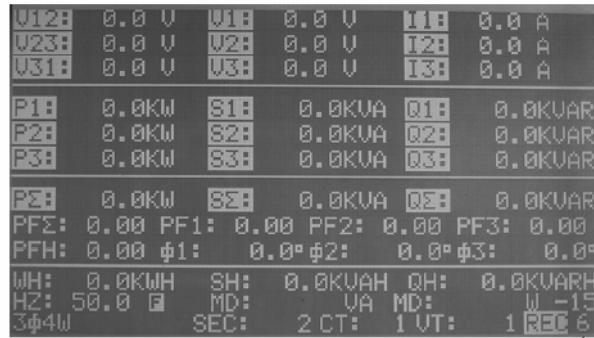 V12: 0.0 V V1: 0.0 V I1: 0.0 A
V23: 0.0 V V2: 0.0 V I2: 0.0 A
V31: 0.0 V V3: 0.0 V I3: 0.0 A
P1: 0.0KW S1: 0.0KVA Q1: 0.0KVAR
P2: 0.0KW S2: 0.0KVA Q2: 0.0KVAR
P3: 0.0KW S3: 0.0KVA Q3: 0.0KVAR
PΣ: 0.0KW SΣ: 0.0KVA QΣ: 0.0KVAR
PFΣ: 0.00 PF1: 0.00 PF2: 0.00 PF3: 0.00
PFH: 0.00 ϕ1: 0.0° ϕ2: 0.0° ϕ3: 0.0°
WH: 0.0KWH SH: 0.0KVAH QH: 0.0KVARH
HZ: 50.0 F MD: VA MD: W -15
3ϕ4W SEC: 2 CT: 1 VT: 1 REC 6